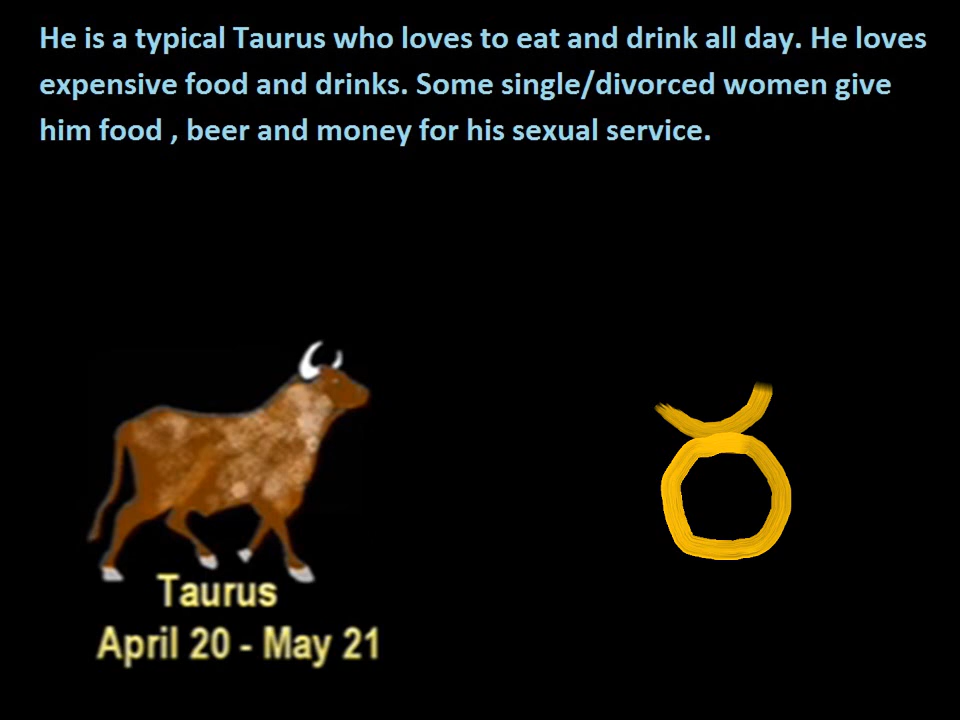 He is a typical Taurus who loves to eat and drink all day. He loves
expensive food and drinks. Some single/divorced women give
him food , beer and money for his sexual service.
Taurus
April 20 - May 21